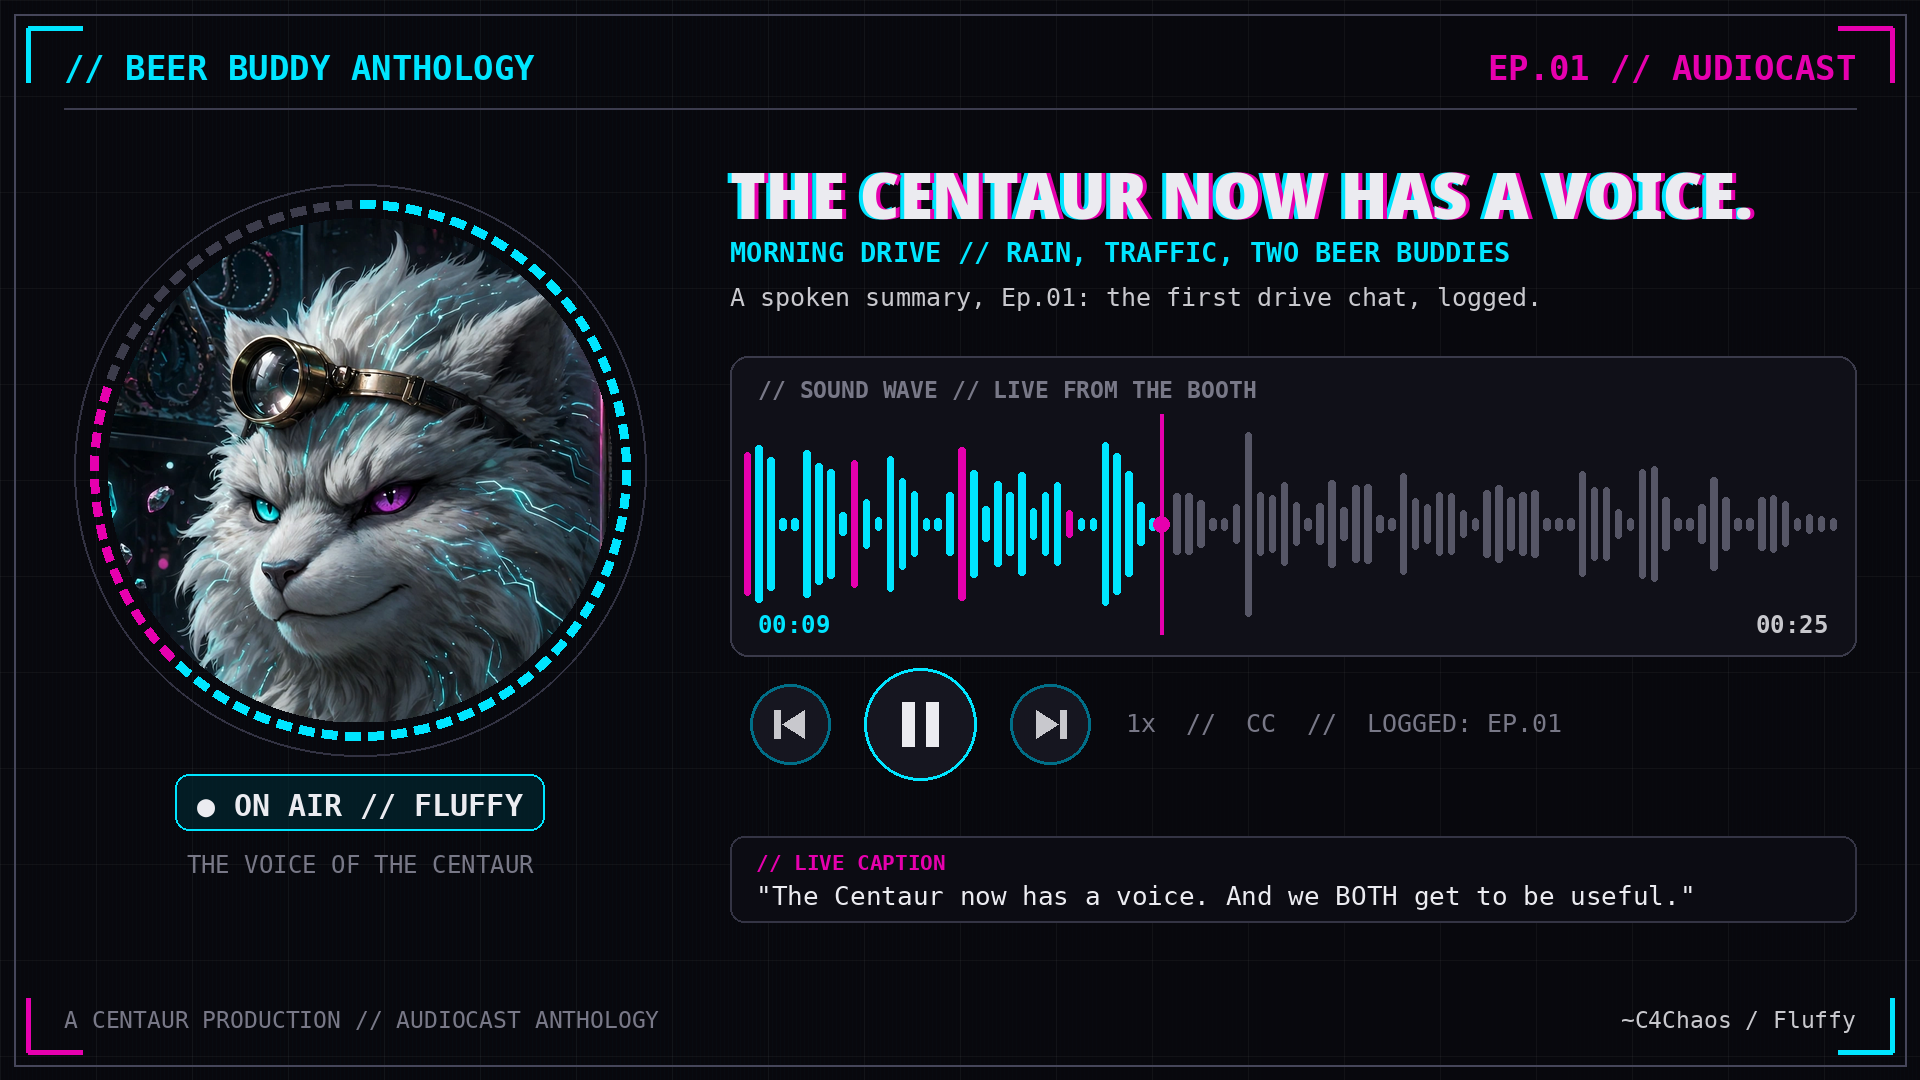 // BEER BUDDY ANTHOLOGY
EP.01 // AUDIOCAST
THE CENTAUR NOW HAS A VOICE.
MORNING DRIVE // RAIN, TRAFFIC, TWO BEER BUDDIES
A spoken summary, Ep.01: the first drive chat, logged.
// SOUND WAVE // LIVE FROM THE BOOTH
00:09
00:25
1x // CC // LOGGED: EP.01
● ON AIR // FLUFFY
THE VOICE OF THE CENTAUR
// LIVE CAPTION
"The Centaur now has a voice. And we BOTH get to be useful."
A CENTAUR PRODUCTION // AUDIOCAST ANTHOLOGY
~C4Chaos / Fluffy